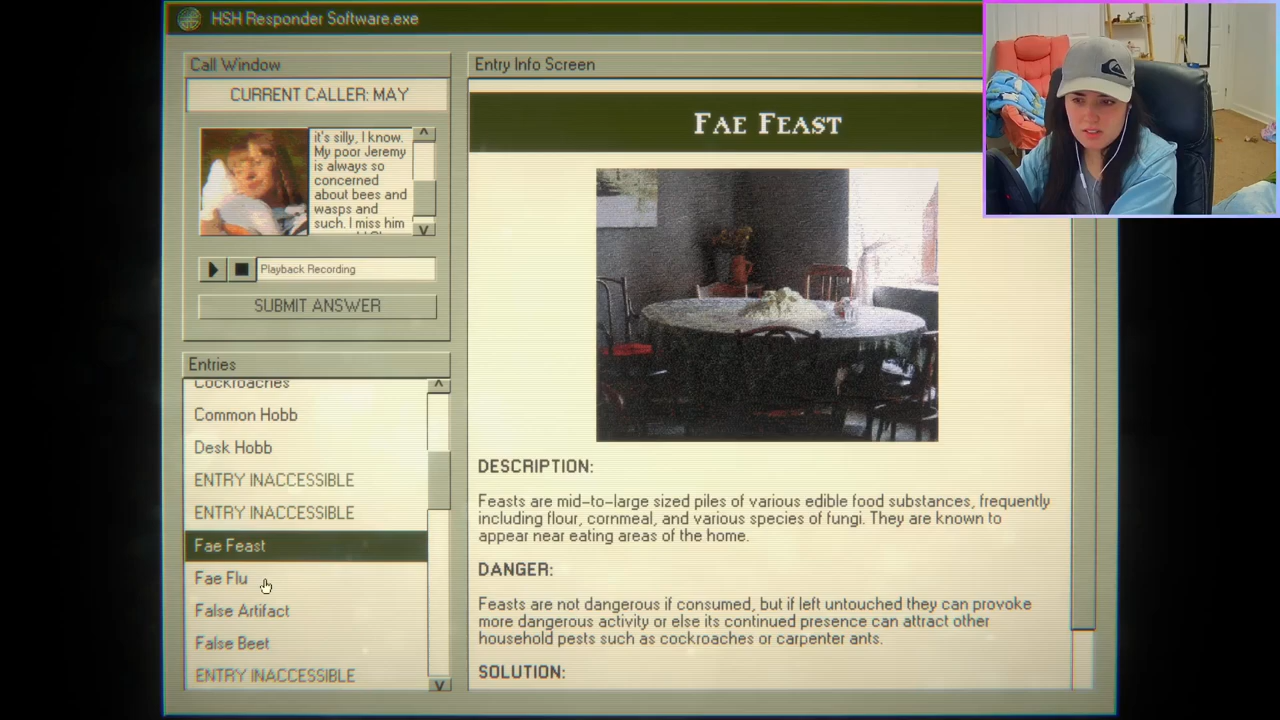 HSH Responder Software.exe
Call Window
CURRENT CALLER: MAY
it's silly, I know.
My poor Jeremy
is always so
concerned
about bees and
wasps and
such. I miss him
Playback Recording
SUBMIT ANSWER
Entries
Cockroaches
Common Hobb
Desk Hobb
ENTRY INACCESSIBLE
ENTRY INACCESSIBLE
Fae Feast
Fae Flu
False Artifact
False Beet
ENTRY INACCESSIBLE
Entry Info Screen
FAE FEAST
DESCRIPTION:
Feasts are mid-to-large sized piles of various edible food substances, frequently
including flour, cornmeal, and various species of fungi. They are known to
appear near eating areas of the home.
DANGER:
Feasts are not dangerous if consumed, but if left untouched they can provoke
more dangerous activity or else its continued presence can attract other
household pests such as cockroaches or carpenter ants.
SOLUTION: